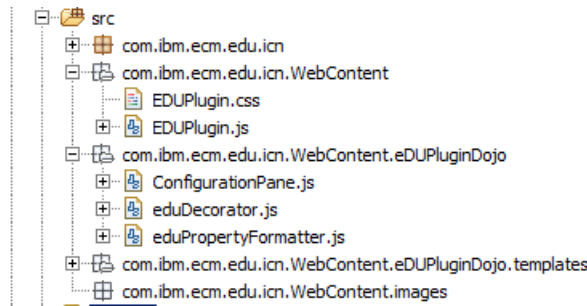 src
com.ibm.ecm.edu.icn
com.ibm.ecm.edu.icn.WebContent
EDUPlugin.css
EDUPlugin.js
com.ibm.ecm.edu.icn.WebContent.eDUPluginDojo
ConfigurationPane.js
eduDecorator.js
eduPropertyFormatter.js
com.ibm.ecm.edu.icn.WebContent.eDUPluginDojo.templates
com.ibm.ecm.edu.icn.WebContent.images